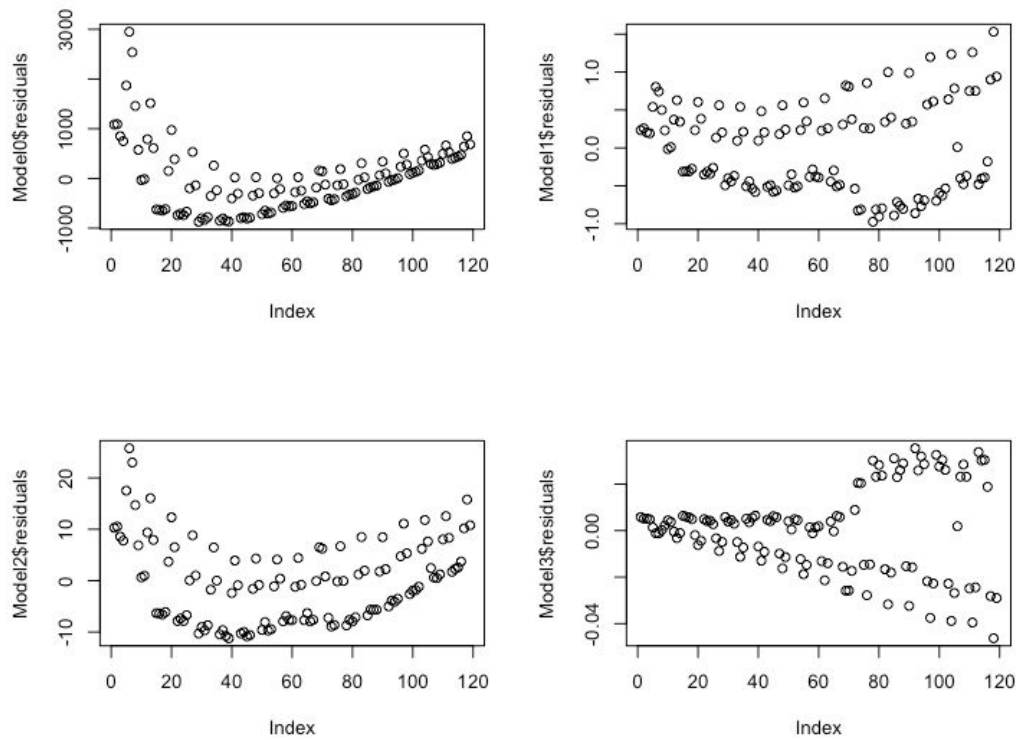 Model0$residuals
3000
1000
0
-1000
0 20 40 60 80 100 120
Index
Model1$residuals
1.0
0.0
-1.0
0 20 40 60 80 100 120
Index
Model2$residuals
20
10
0
-10
0 20 40 60 80 100 120
Index
Model3$residuals
0.00
-0.04
0 20 40 60 80 100 120
Index